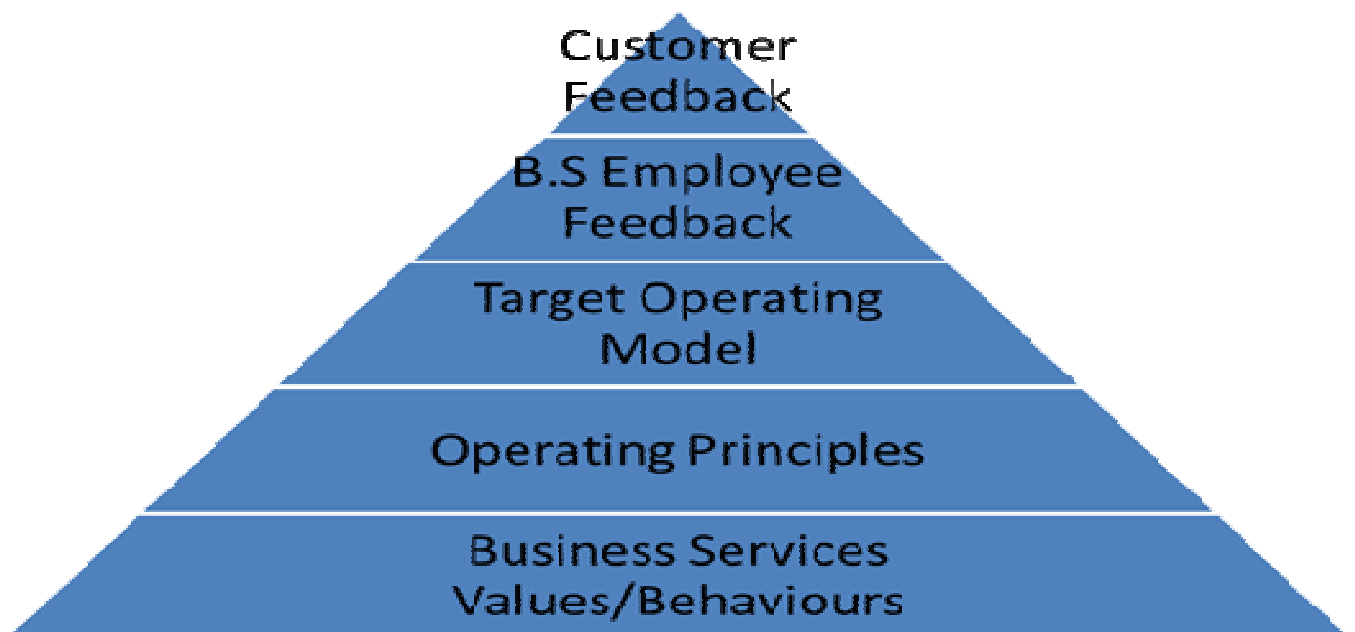 Customer
Feedback
B.S Employee
Feedback
Target Operating
Model
Operating Principles
Business Services
Values/Behaviours